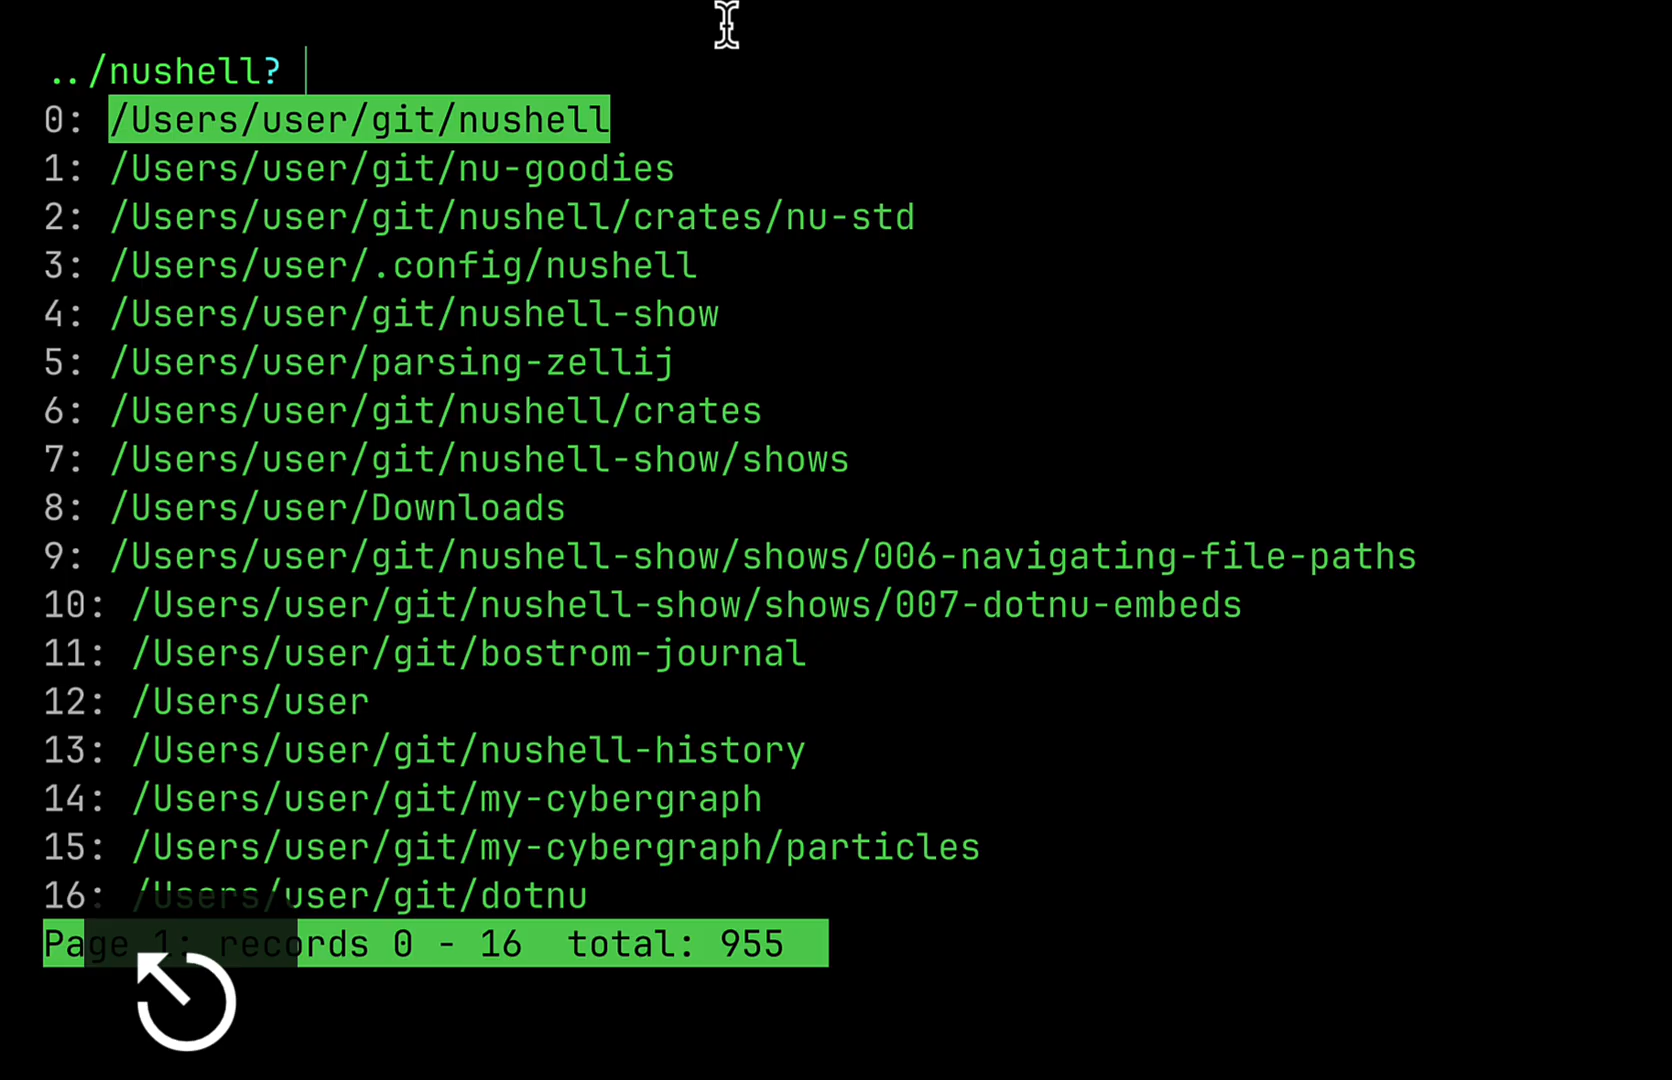 ../nushell?
0: /Users/user/git/nushell
1: /Users/user/git/nu-goodies
2: /Users/user/git/nushell/crates/nu-std
3: /Users/user/.config/nushell
4: /Users/user/git/nushell-show
5: /Users/user/parsing-zellij
6: /Users/user/git/nushell/crates
7: /Users/user/git/nushell-show/shows
8: /Users/user/Downloads
9: /Users/user/git/nushell-show/shows/006-navigating-file-paths
10: /Users/user/git/nushell-show/shows/007-dotnu-embeds
11: /Users/user/git/bostrom-journal
12: /Users/user
13: /Users/user/git/nushell-history
14: /Users/user/git/my-cybergraph
15: /Users/user/git/my-cybergraph/particles
16: /Users/user/git/dotnu
Page 1: records 0 - 16  total: 955